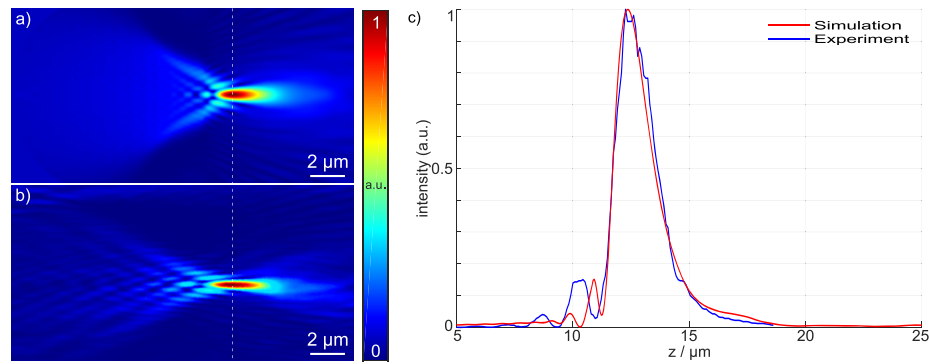 a)
2 µm
b)
2 µm
1
a.u.
0
c)
1
0.5
0
5
10
15
20
25
intensity (a.u.)
z / µm
Simulation
Experiment